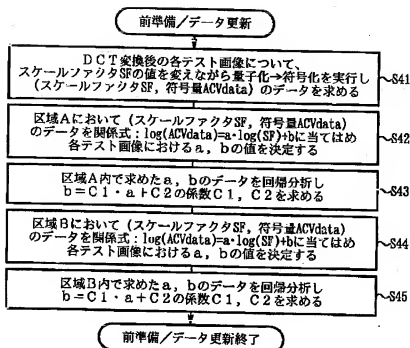 前準備/データ更新
DCT変換後の各テスト画像について、
スケールファクタSFの値を変えながら量子化→符号化を実行し
(スケールファクタSF, 符号量ACVdata) のデータを求める
S41
区域Aにおいて (スケールファクタSF, 符号量ACVdata)
のデータを関係式:log(ACVdata)=a・log(SF)+bに当てはめ
各テスト画像におけるa, bの値を決定する
S42
区域A内で求めたa, bのデータを回帰分析し
b=C1・a+C2の係数C1, C2を求める
S43
区域Bにおいて (スケールファクタSF, 符号量ACVdata)
のデータを関係式:log(ACVdata)=a・log(SF)+bに当てはめ
各テスト画像におけるa, bの値を決定する
S44
区域B内で求めたa, bのデータを回帰分析し
b=C1・a+C2の係数C1, C2を求める
S45
前準備/データ更新終了